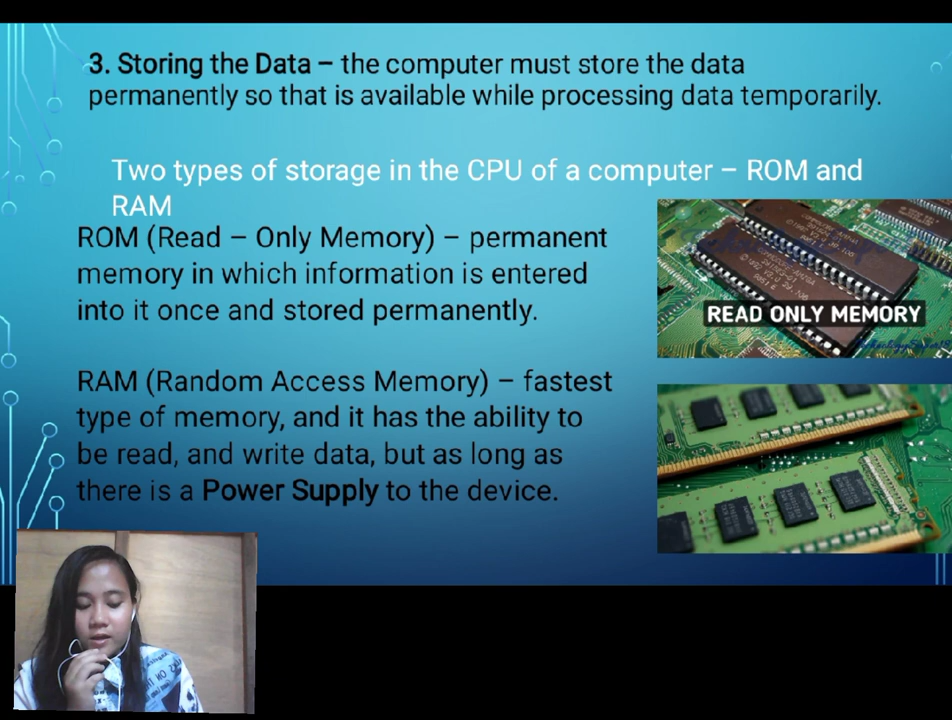 3. Storing the Data – the computer must store the data
permanently so that is available while processing data temporarily.
Two types of storage in the CPU of a computer – ROM and
RAM
ROM (Read – Only Memory) – permanent
memory in which information is entered
into it once and stored permanently.
READ ONLY MEMORY
RAM (Random Access Memory) – fastest
type of memory, and it has the ability to
be read, and write data, but as long as
there is a Power Supply to the device.